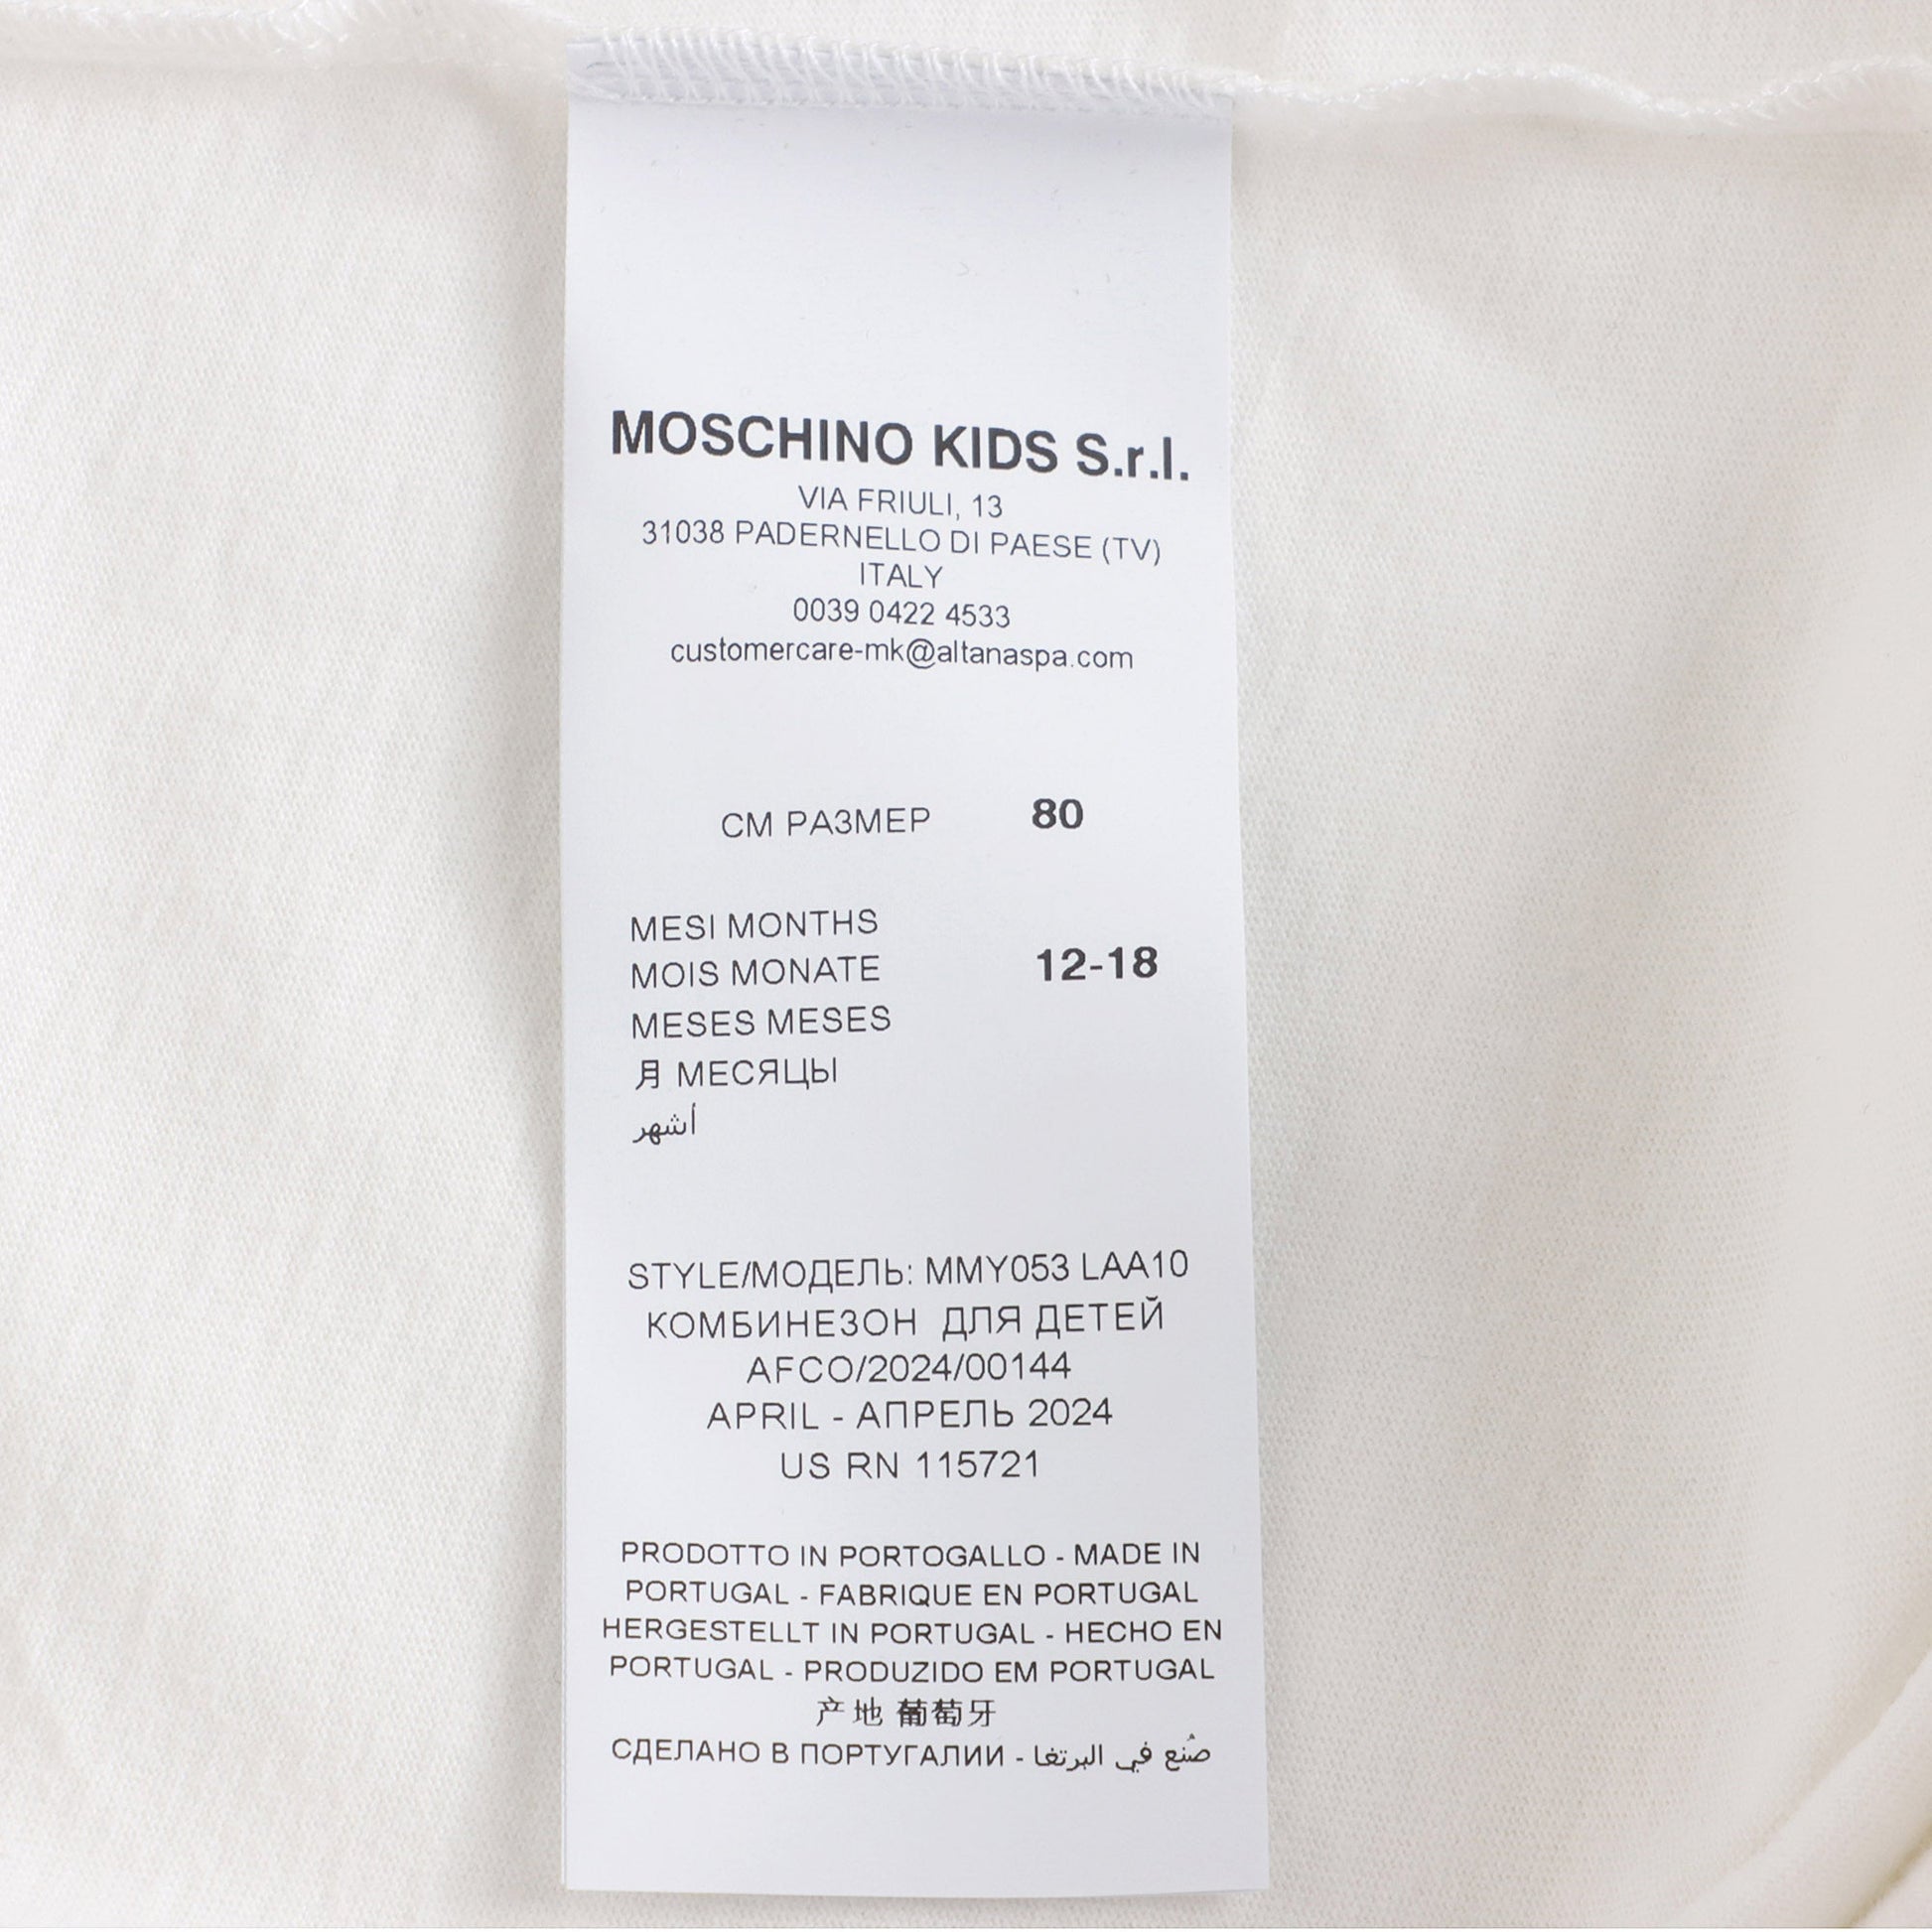 MOSCHINO KIDS S.r.l.
VIA FRIULI, 13
31038 PADERNELLO DI PAESE (TV)
ITALY
0039 0422 4533
customercare-mk@altanaspa.com
СМ РАЗМЕР 80
MESI MONTHS
MOIS MONATE 12-18
MESES MESES
月 МЕСЯЦЫ
أشهر
STYLE/МОДЕЛЬ: MMY053 LAA10
КОМБИНЕЗОН ДЛЯ ДЕТЕЙ
AFCO/2024/00144
APRIL - АПРЕЛЬ 2024
US RN 115721
PRODOTTO IN PORTOGALLO - MADE IN
PORTUGAL - FABRIQUE EN PORTUGAL
HERGESTELLT IN PORTUGAL - HECHO EN
PORTUGAL - PRODUZIDO EM PORTUGAL
产地 葡萄牙
СДЕЛАНО В ПОРТУГАЛИИ - صُنع في البرتغا